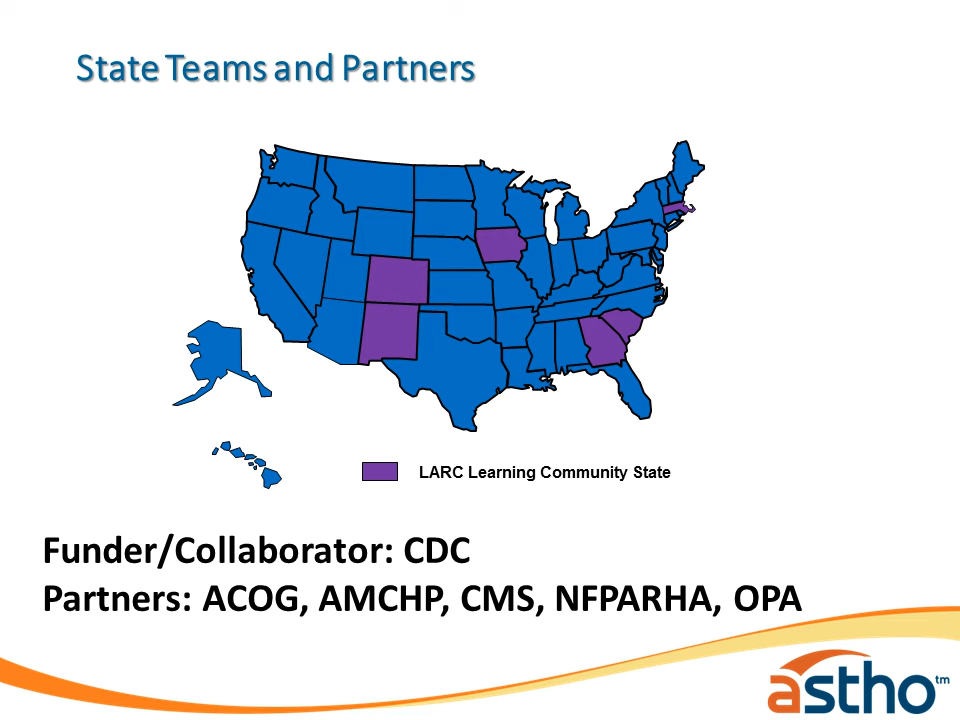 State Teams and Partners
LARC Learning Community State
Funder/Collaborator: CDC
Partners: ACOG, AMCHP, CMS, NFPARHA, OPA
astho™